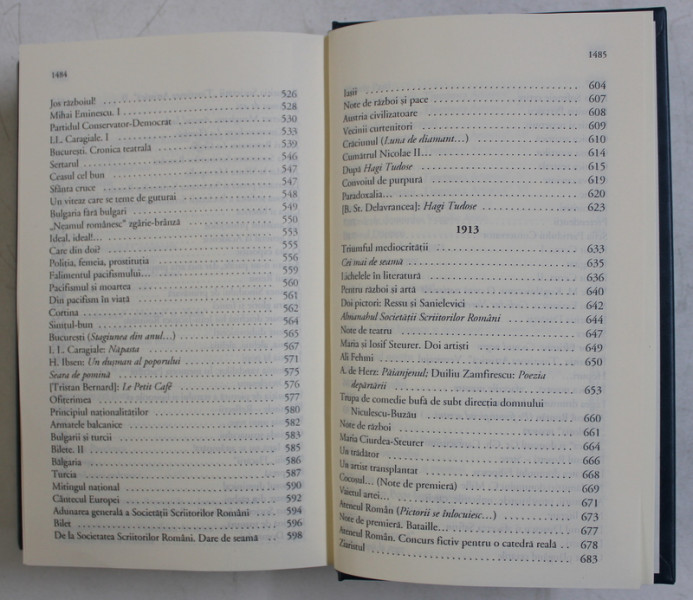 1484
Jos războiul! 526
Mihai Eminescu. I 528
Partidul Conservator-Democrat 530
I.L. Caragiale. I 533
București. Cronica teatrală 539
Sertarul 546
Ceasul cel bun 547
Sfânta cruce 547
Un viteaz care se teme de guturai 548
Bulgaria fără bulgari 549
„Neamul românesc” zgârie-brânză 550
Ideal, ideal!... 553
Care din doi? 555
Poliția, femeia, prostituția 556
Falimentul pacifismului... 559
Pacifismul și moartea 560
Din pacifism în viață 561
Cortina 562
Simțul-bun 564
București (Stagiunea din anul...) 565
I. L. Caragiale: Năpasta 567
H. Ibsen: Un dușman al poporului 571
Seara de pomină 575
[Tristan Bernard]: Le Petit Café 576
Ofițerimea 577
Principiul naționalităților 580
Armatele balcanice 582
Bulgarii și turcii 583
Bilete. II 585
Bălgaria 586
Turcia 587
Mitingul național 590
Cântecul Europei 592
Adunarea generală a Societății Scriitorilor Români 594
Bilet 596
De la Societatea Scriitorilor Români. Dare de seamă 598
1485
Iașii 604
Note de război și pace 607
Austria civilizatoare 608
Vecinii curtenitori 609
Crăciunul (Luna de diamant...) 610
Cumătrul Nicolae II... 614
După Hagi Tudose 615
Convoiul de purpură 619
Paradoxalia... 620
[B. Șt. Delavrancea]: Hagi Tudose 623
1913
Triumful mediocrității 633
Cei mai de seamă 635
Lichelele în literatură 636
Pentru război și artă 640
Doi pictori: Ressu și Sanielevici 642
Almanahul Societății Scriitorilor Români 644
Note de teatru 647
Maria și Iosif Steurer. Doi artiști 649
Ali Fehmi 650
A. de Herz: Păianjenul; Duiliu Zamfirescu: Poezia
depărtării 653
Trupa de comedie bufă de subt direcția domnului
Niculescu-Buzău 660
Note de război 661
Maria Ciurdea-Steurer 664
Un trădător 666
Un artist transplantat 668
Cocoșul... (Note de premieră) 669
Vaietul artei... 671
Ateneul Român (Pictorii se înlocuiesc...) 673
Note de premieră. Bataille... 677
Ateneul Român. Concurs fictiv pentru o catedră reală 678
Ziaristul 683